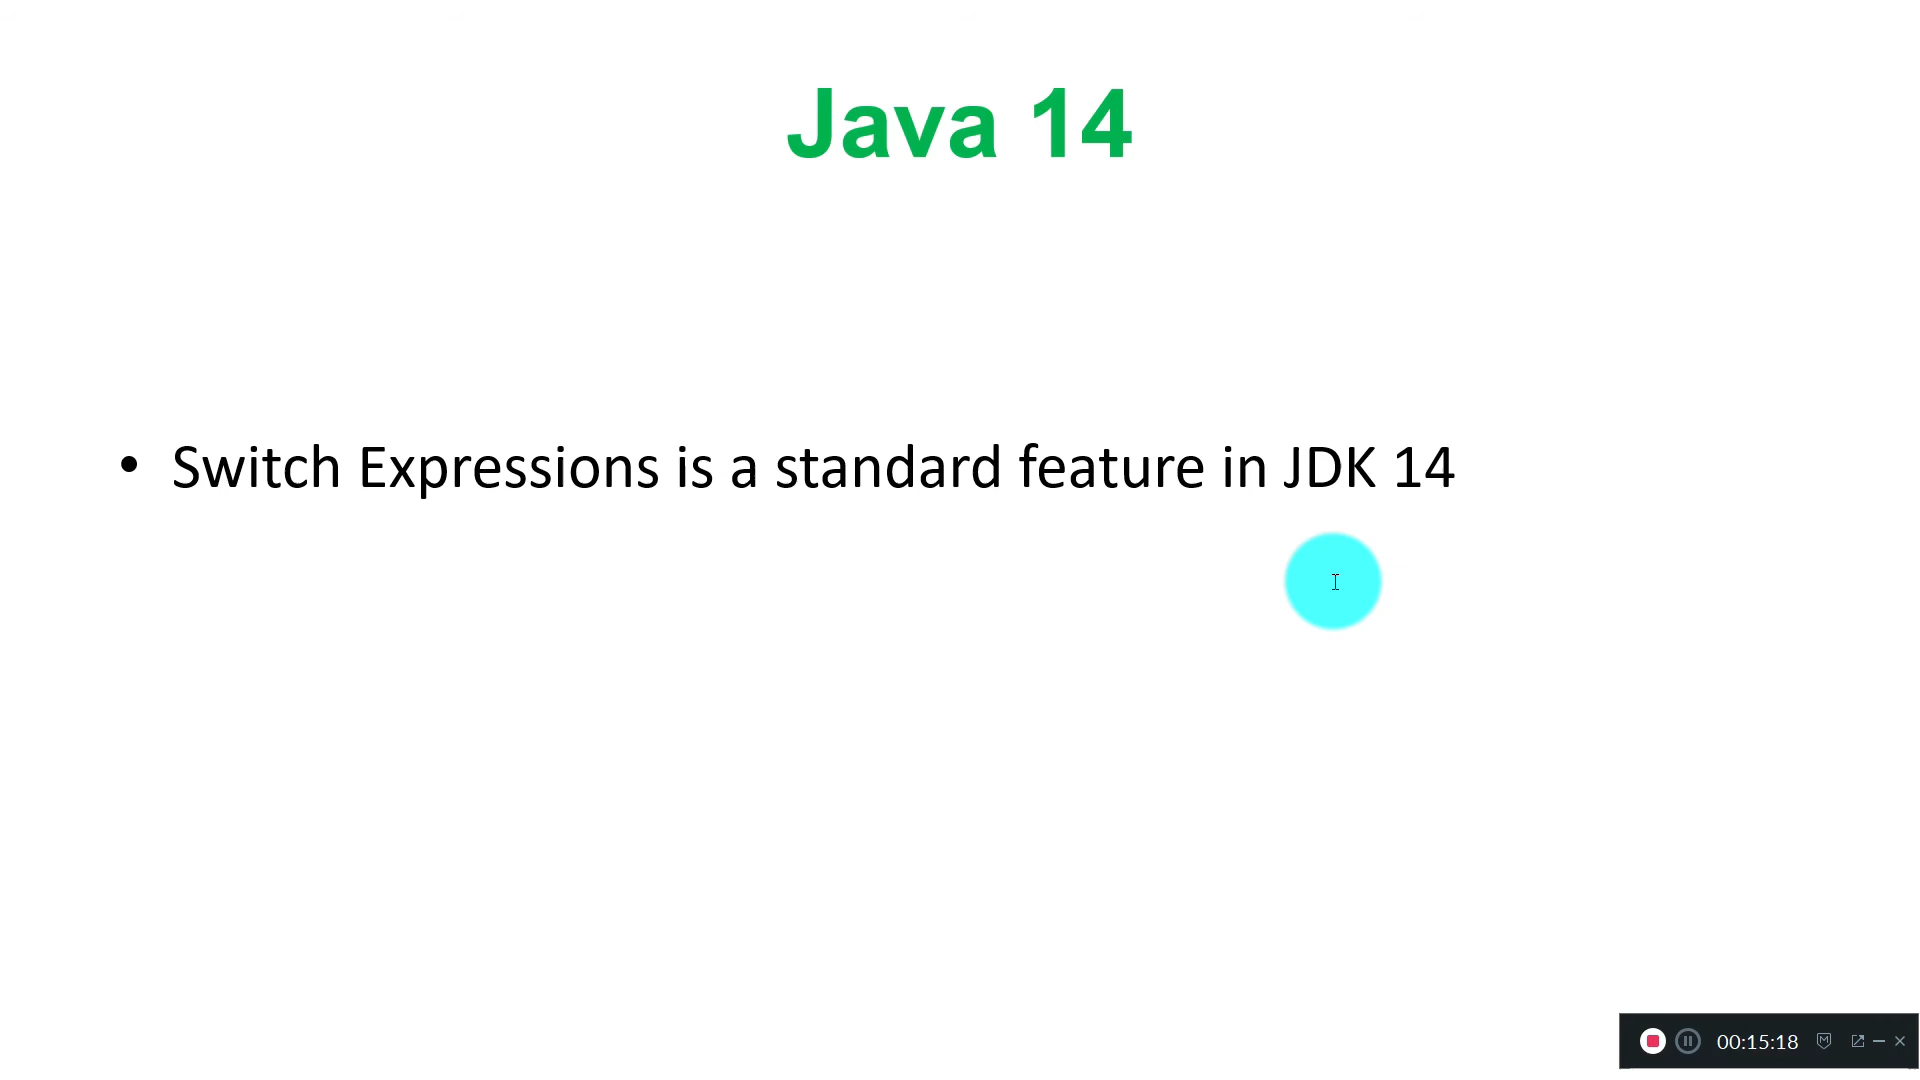 Java 14
• Switch Expressions is a standard feature in JDK 14
00:15:18